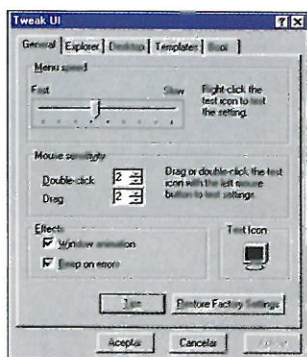 Tweak UI
General Explorer Desktop Templates Boot
Menu speed
Fast Slow
Right-click the
test icon to test
the setting.
Mouse sensitivity
Double-click 2
Drag 2
Drag or double-click the test
icon with the left mouse
button to test settings.
Effects
Window animation
Beep on errors
Test Icon
Restore Factory Settings
Aceptar Cancelar